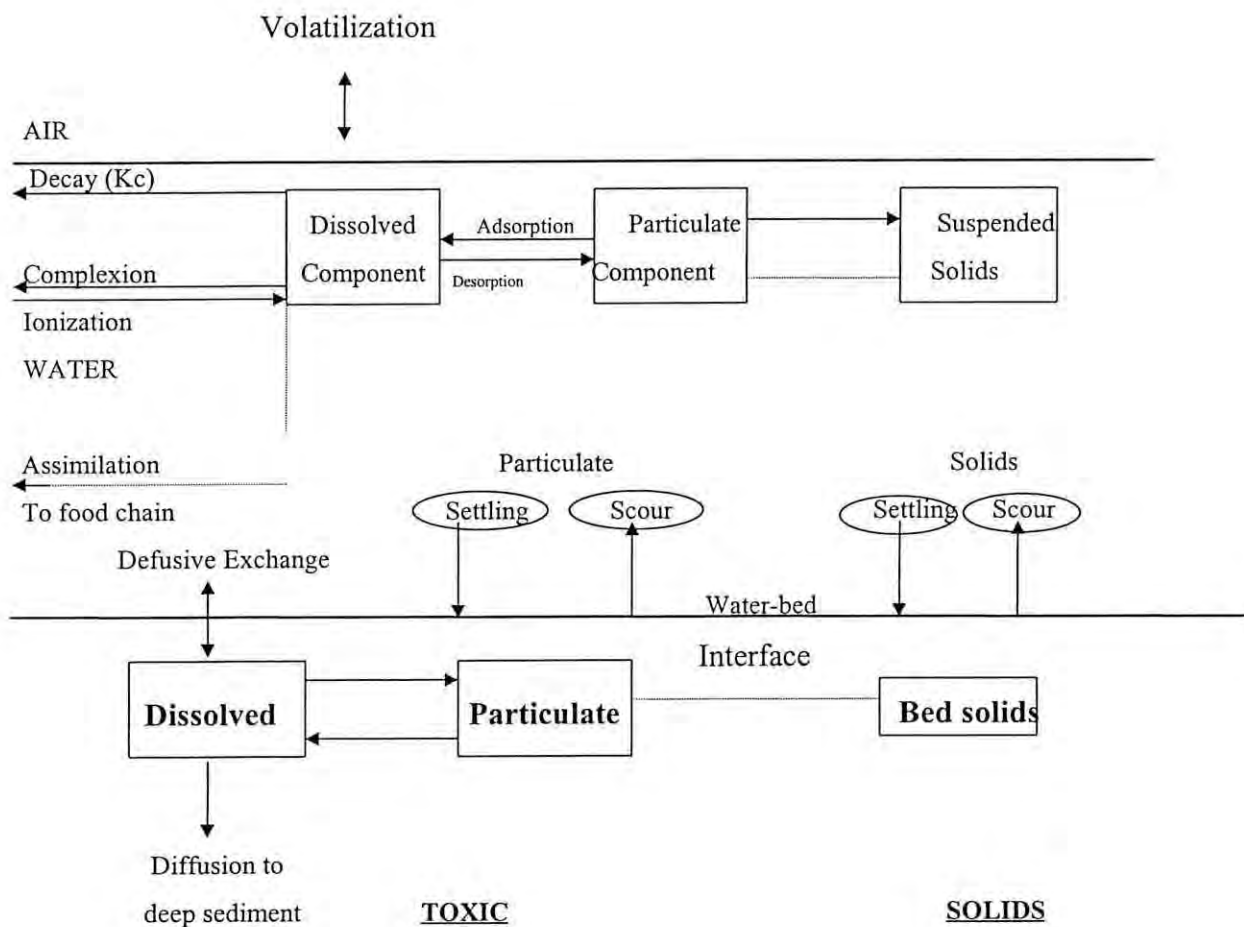 Volatilization
AIR
Decay (Kc)
Dissolved
Component
Adsorption
Desorption
Particulate
Component
Suspended
Solids
Complexion
Ionization
WATER
Assimilation
To food chain
Particulate
Settling
Scour
Solids
Settling
Scour
Defusive Exchange
Water-bed
Interface
Dissolved
Particulate
Bed solids
Diffusion to
deep sediment
TOXIC
SOLIDS